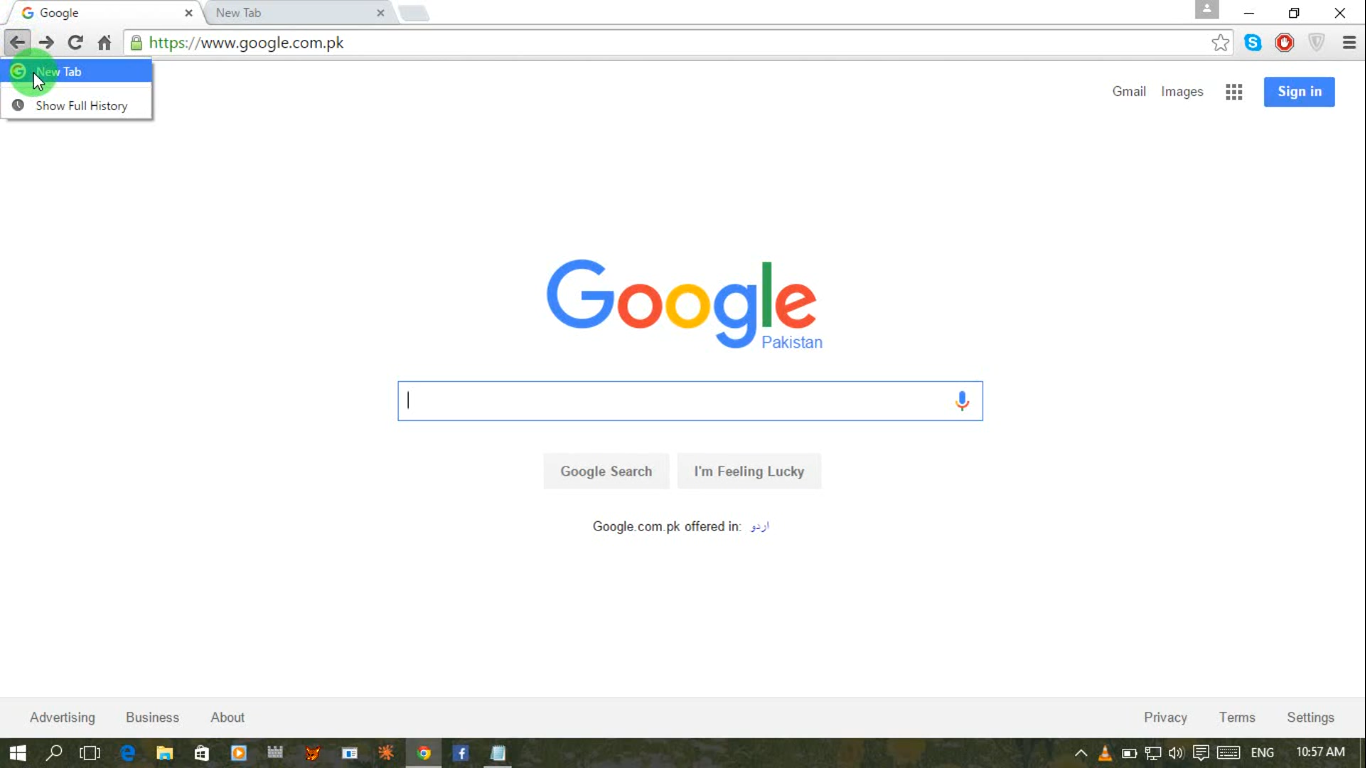 Google
New Tab
https://www.google.com.pk
New Tab
Show Full History
Gmail
Images
Sign in
Google
Pakistan
Google Search
I'm Feeling Lucky
Google.com.pk offered in: اردو
Advertising
Business
About
Privacy
Terms
Settings
ENG
10:57 AM